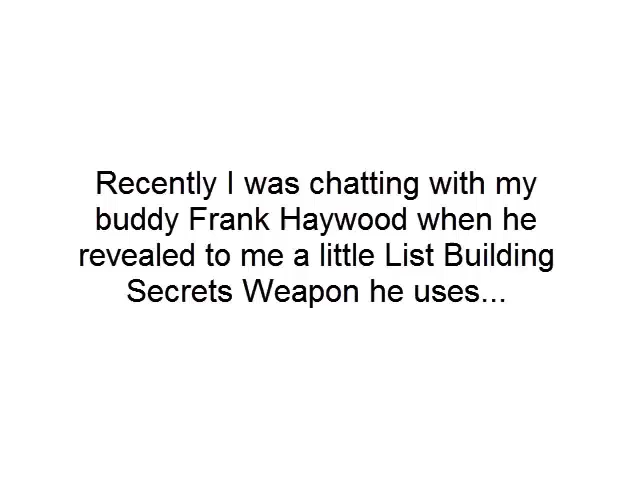 Recently I was chatting with my
buddy Frank Haywood when he
revealed to me a little List Building
Secrets Weapon he uses...